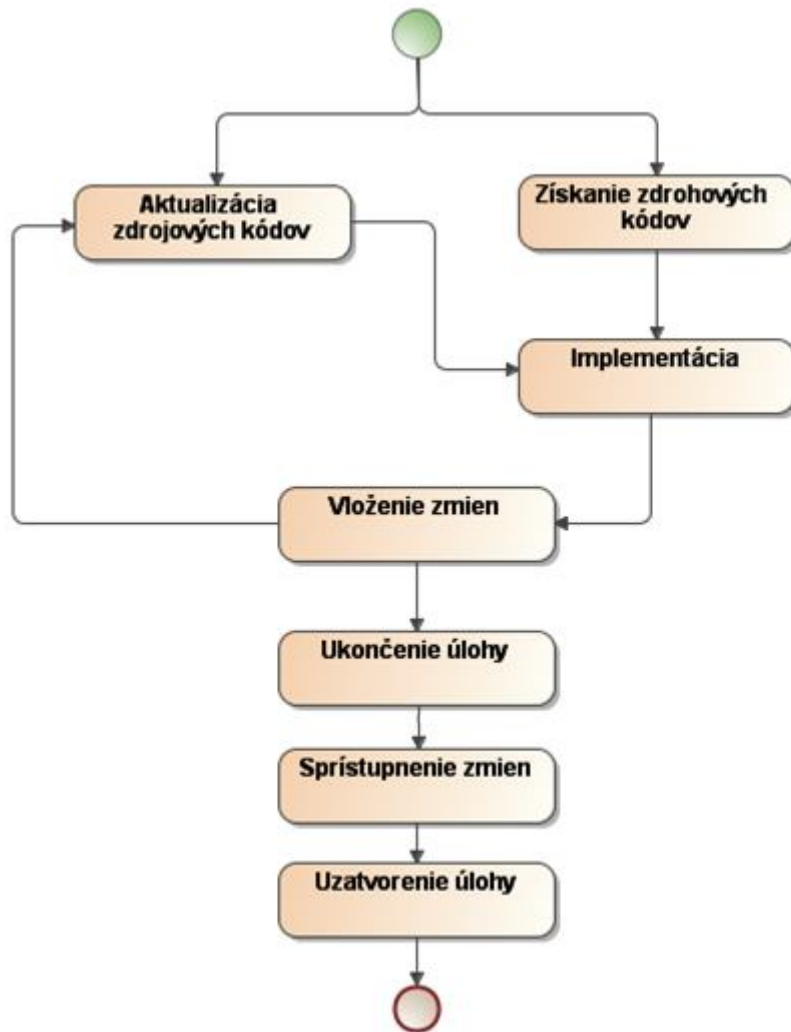 Aktualizácia
zdrojových kódov
Získanie zdrohových
kódov
Implementácia
Vloženie zmien
Ukončenie úlohy
Sprístupnenie zmien
Uzatvorenie úlohy